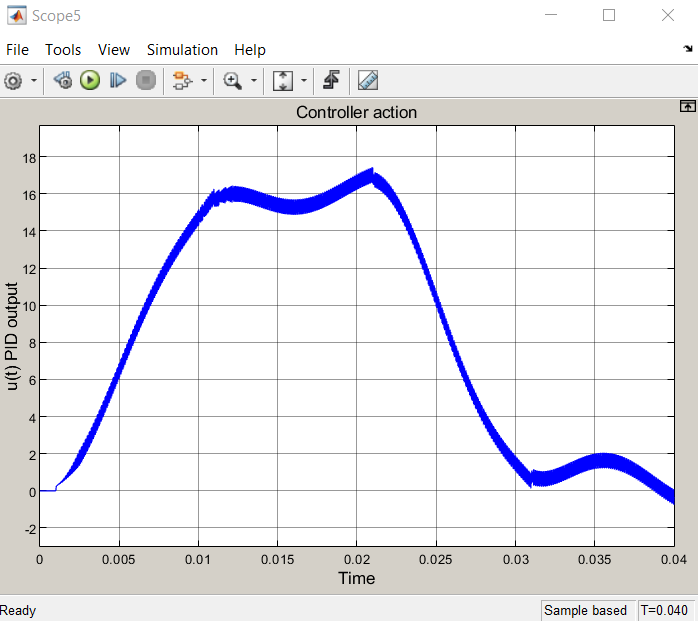 Scope5
File Tools View Simulation Help
Controller action
u(t) PID output
18
16
14
12
10
8
6
4
2
0
-2
0 0.005 0.01 0.015 0.02 0.025 0.03 0.035 0.04
Time
Ready Sample based T=0.040